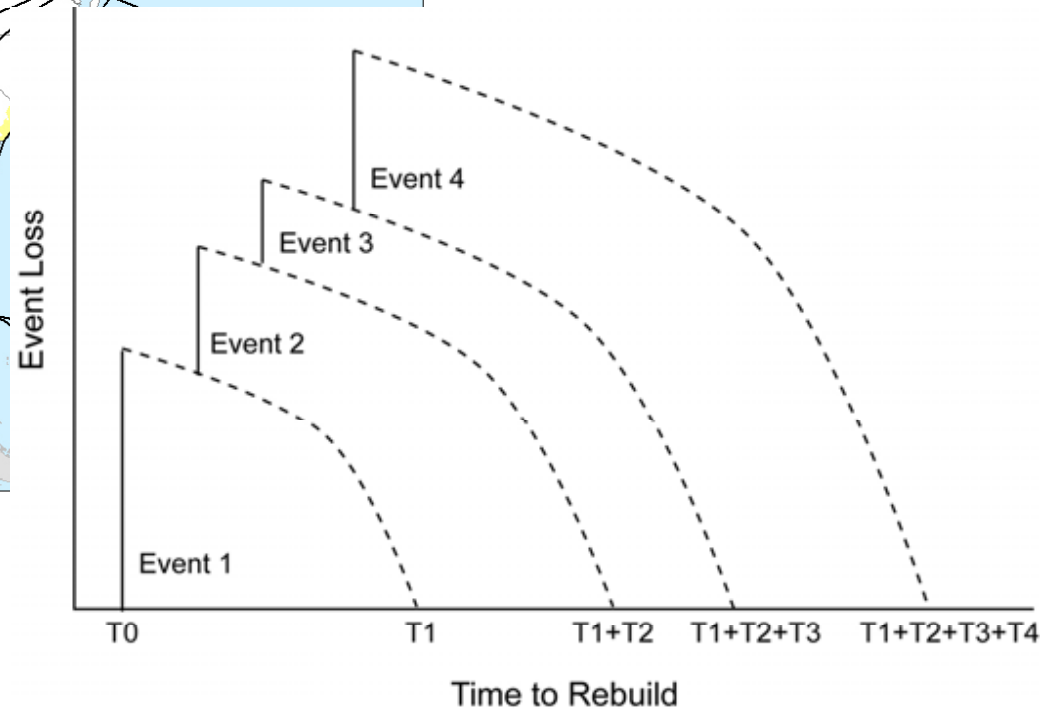 Event Loss
Event 4
Event 3
Event 2
Event 1
T0 T1 T1+T2 T1+T2+T3 T1+T2+T3+T4
Time to Rebuild